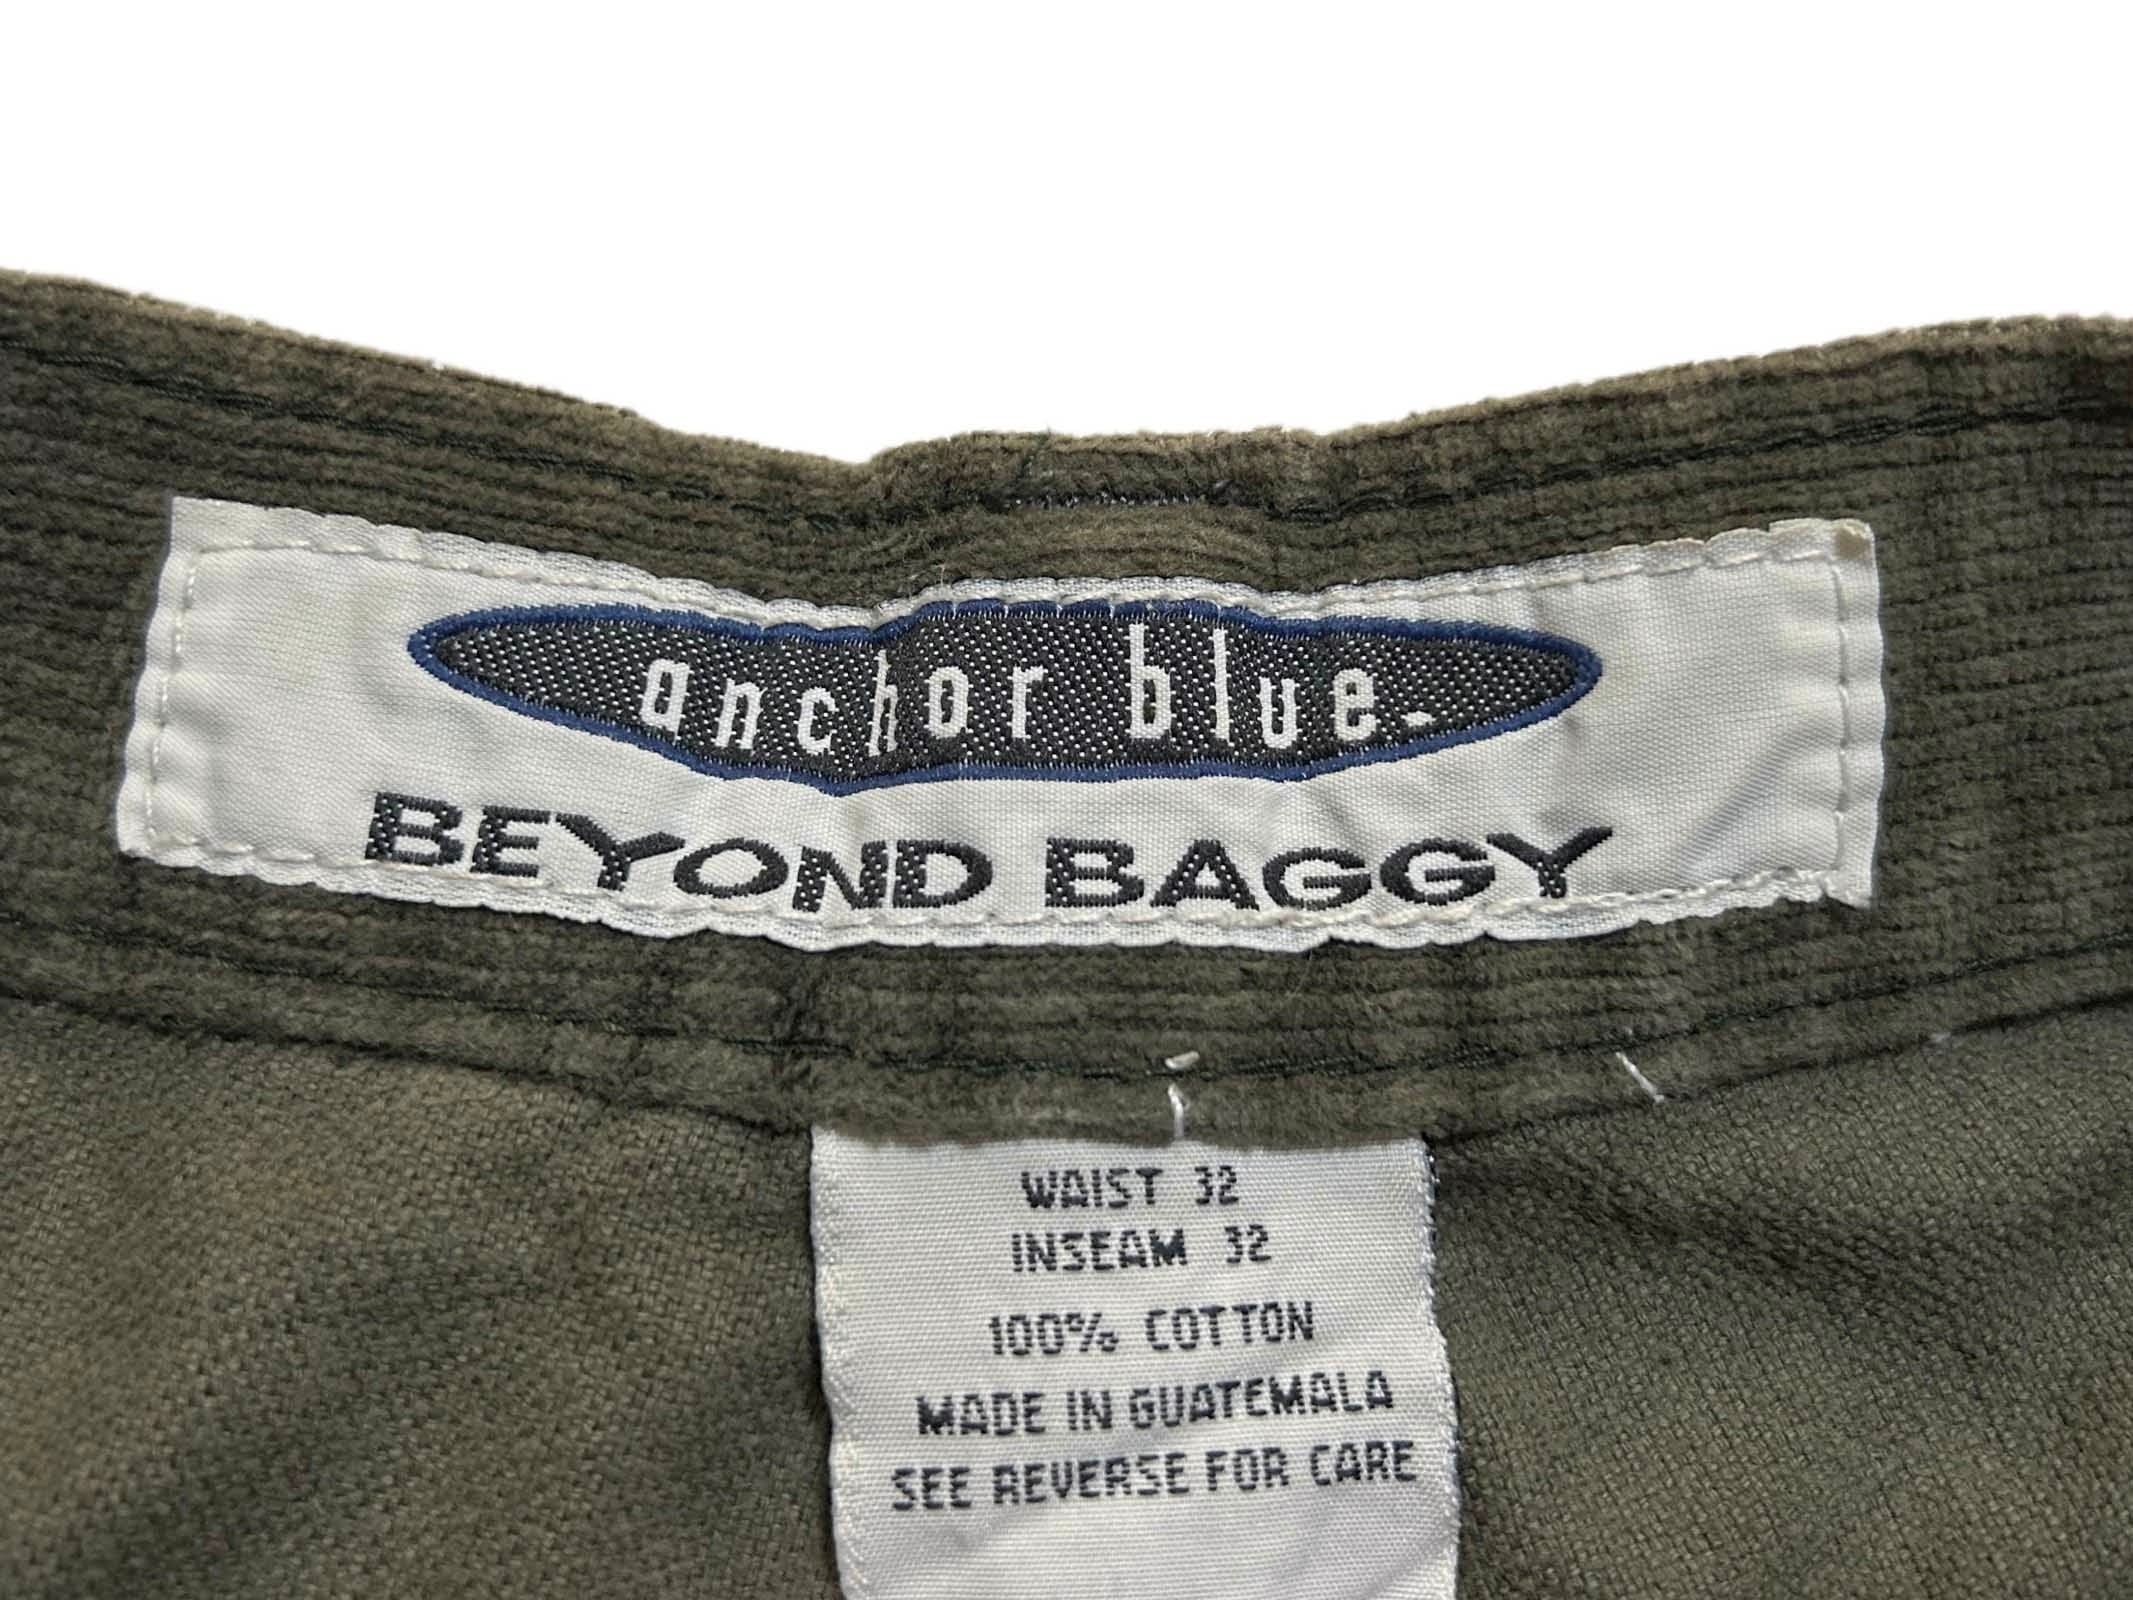 anchor blue.
BEYOND BAGGY
WAIST 32
INSEAM 32
100% COTTON
MADE IN GUATEMALA
SEE REVERSE FOR CARE